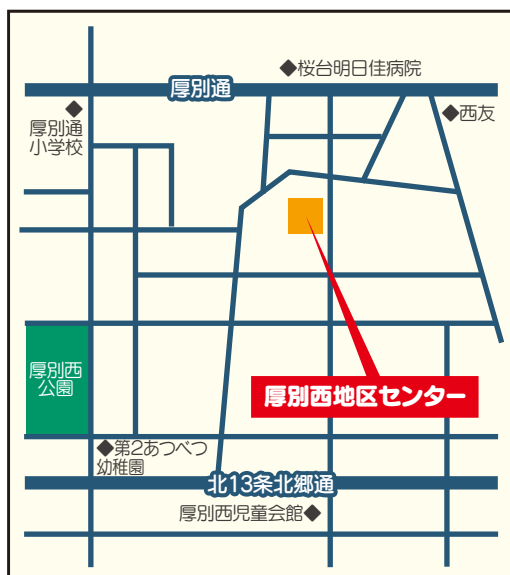 ◆桜台明日佳病院
厚別通
◆
厚別通
小学校
◆西友
厚別西
公園
厚別西地区センター
◆第2あつべつ
幼稚園
北13条北郷通
厚別西児童会館◆